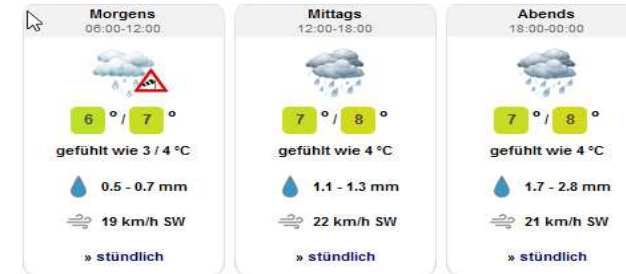 Morgens
06:00-12:00
6 ° / 7 °
gefühlt wie 3 / 4 °C
0.5 - 0.7 mm
19 km/h SW
» stündlich
Mittags
12:00-18:00
7 ° / 8 °
gefühlt wie 4 °C
1.1 - 1.3 mm
22 km/h SW
» stündlich
Abends
18:00-00:00
7 ° / 8 °
gefühlt wie 4 °C
1.7 - 2.8 mm
21 km/h SW
» stündlich